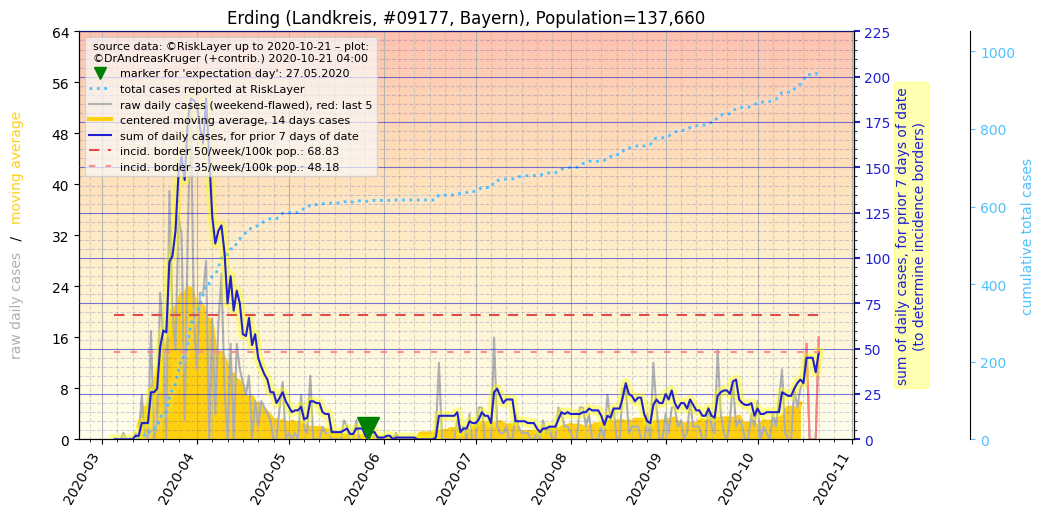 Erding (Landkreis, #09177, Bayern), Population=137,660
source data: ©RiskLayer up to 2020-10-21 – plot:
©DrAndreasKruger (+contrib.) 2020-10-21 04:00
marker for 'expectation day': 27.05.2020
total cases reported at RiskLayer
raw daily cases (weekend-flawed), red: last 5
centered moving average, 14 days cases
sum of daily cases, for prior 7 days of date
incid. border 50/week/100k pop.: 68.83
incid. border 35/week/100k pop.: 48.18
raw daily cases / moving average
64
56
48
40
32
24
16
8
0
2020-03
2020-04
2020-05
2020-06
2020-07
2020-08
2020-09
2020-10
2020-11
225
200
175
150
125
100
75
50
25
0
sum of daily cases, for prior 7 days of date
(to determine incidence borders)
1000
800
600
400
200
0
cumulative total cases